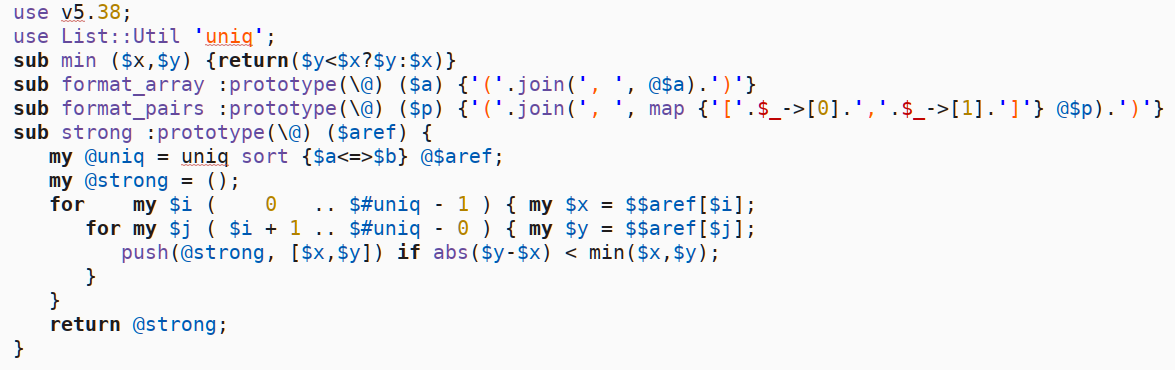 use v5.38;
use List::Util 'uniq';
sub min ($x,$y) {return($y<$x?$y:$x)}
sub format_array :prototype(\@) ($a) {'('.join(', ', @$a).')'}
sub format_pairs :prototype(\@) ($p) {'('.join(', ', map {'['.$_->[0].','.$_->[1].']'} @$p).')'}
sub strong :prototype(\@) ($aref) {
   my @uniq = uniq sort {$a<=>$b} @$aref;
   my @strong = ();
   for    my $i (    0   .. $#uniq - 1 ) { my $x = $$aref[$i];
      for my $j ( $i + 1 .. $#uniq - 0 ) { my $y = $$aref[$j];
         push(@strong, [$x,$y]) if abs($y-$x) < min($x,$y);
      }
   }
   return @strong;
}